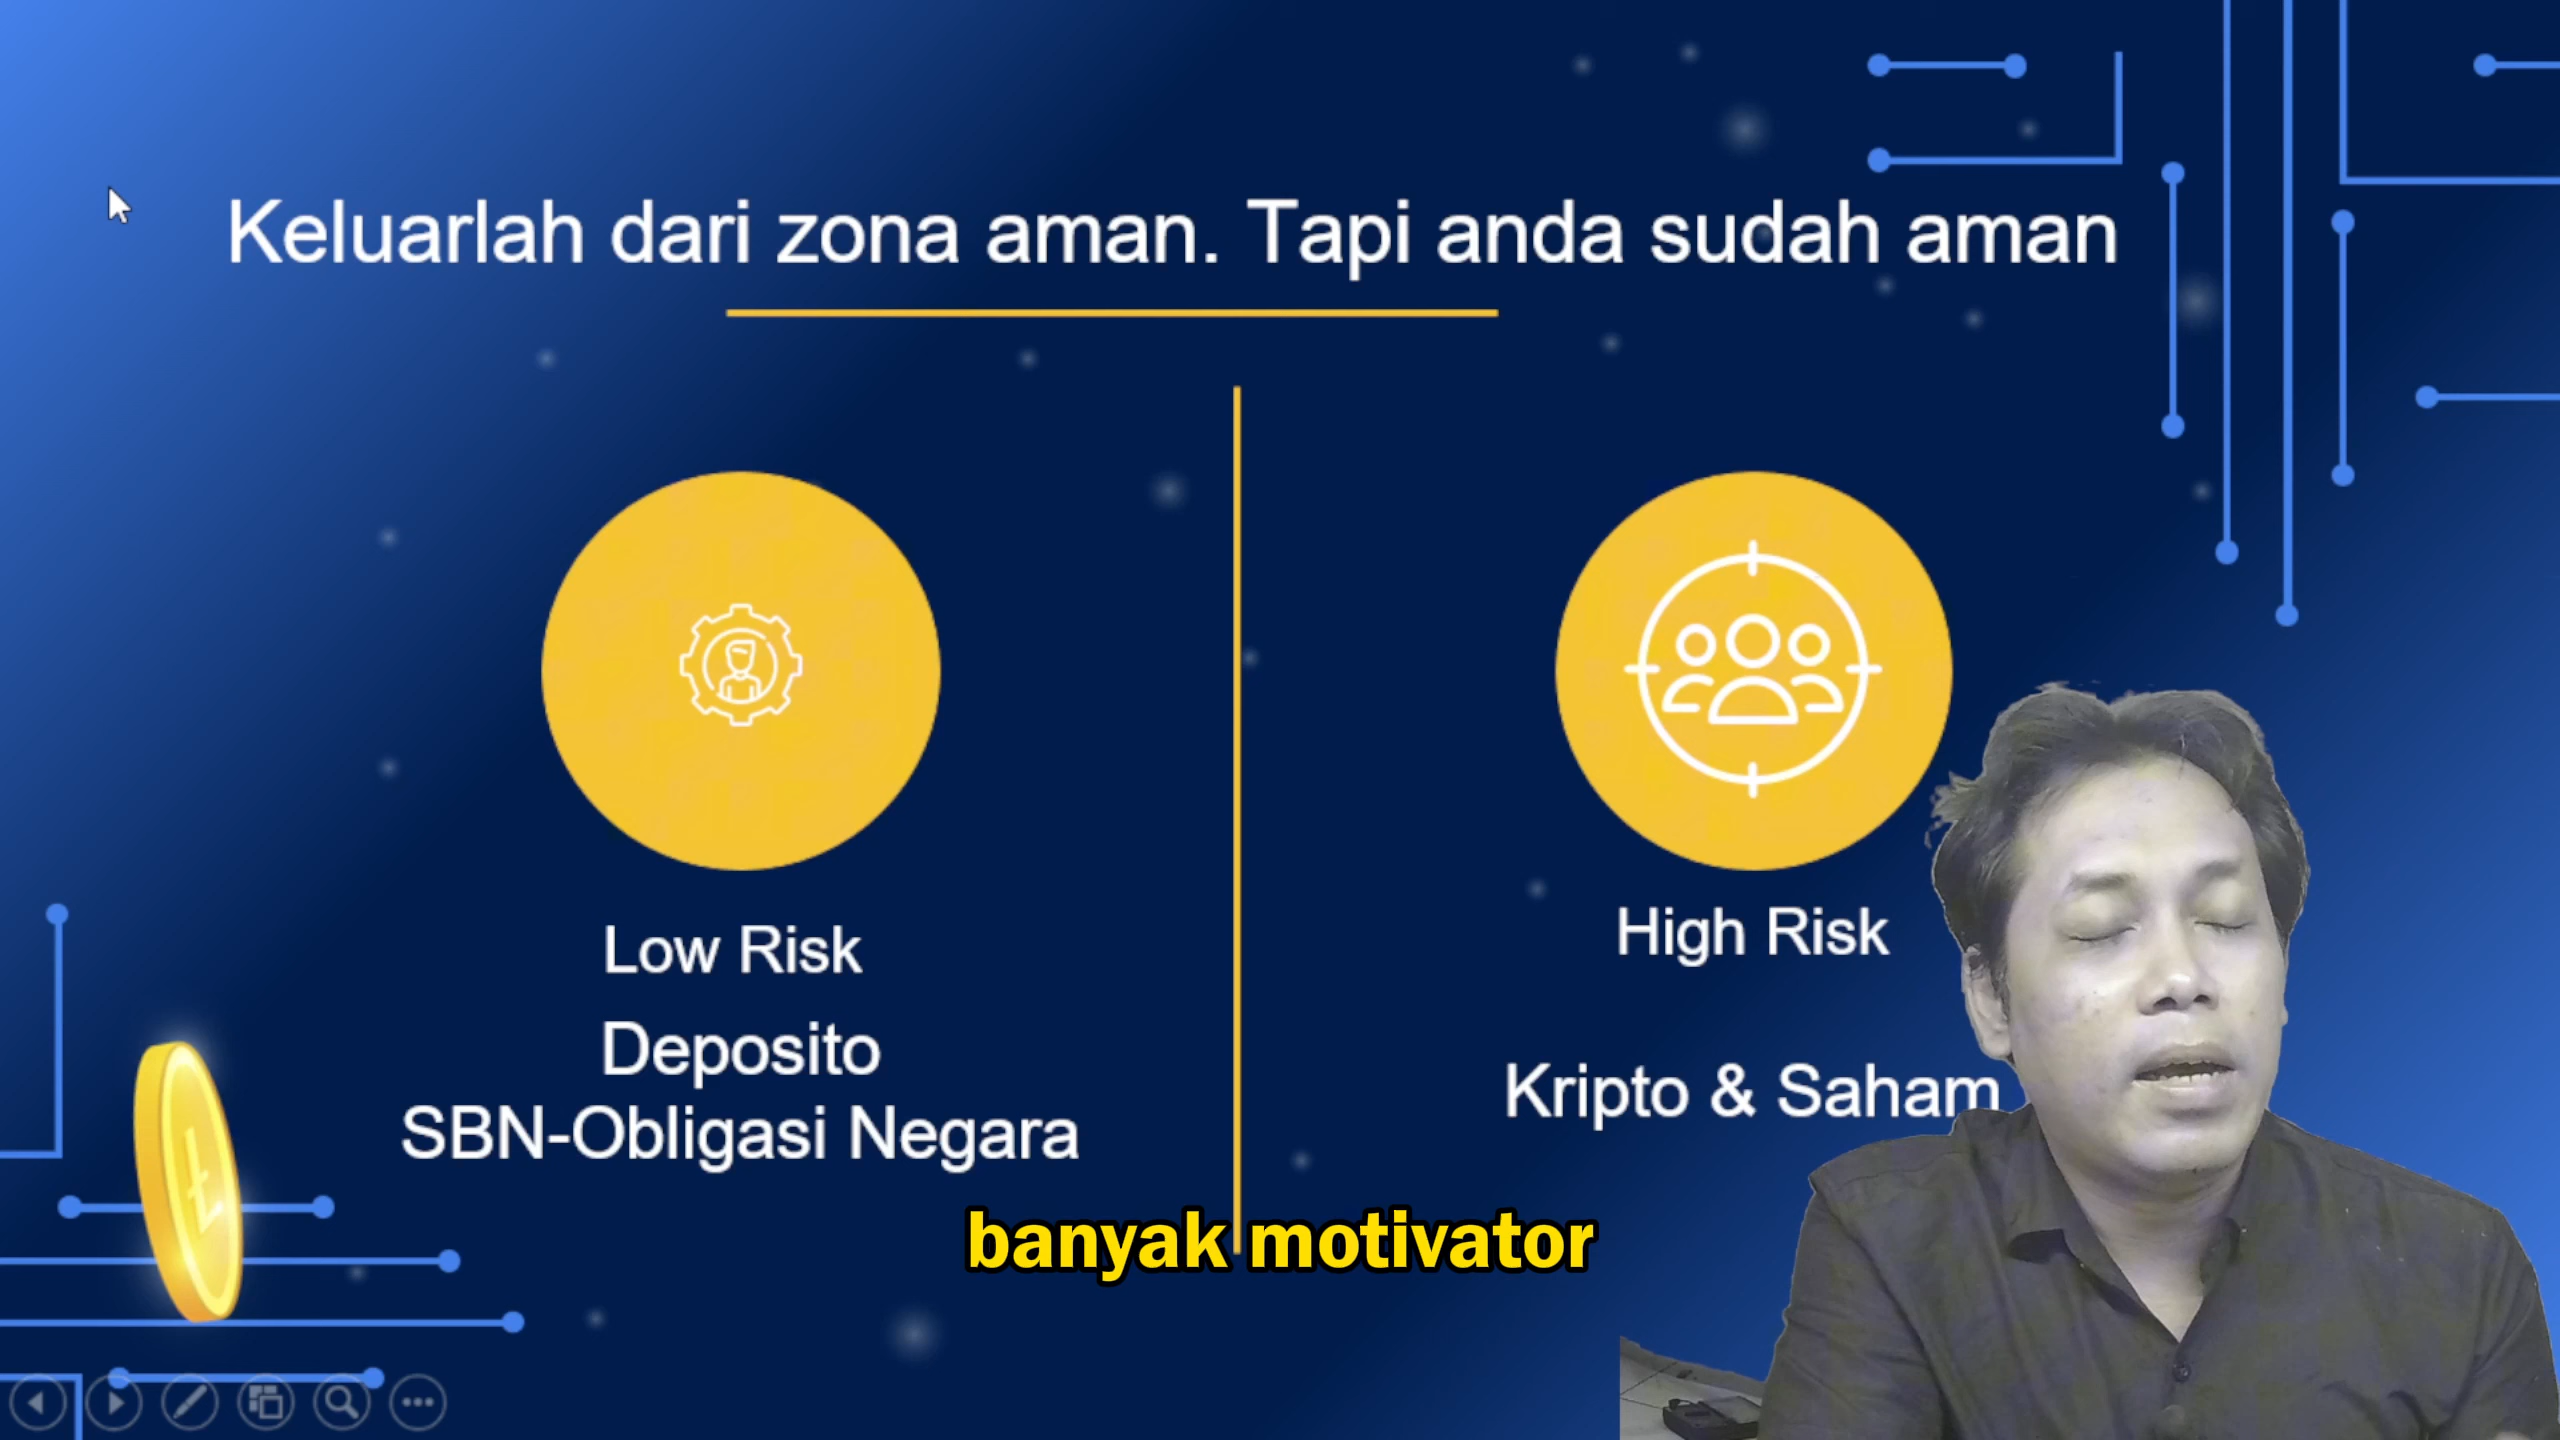 Keluarlah dari zona aman. Tapi anda sudah aman
Low Risk
Deposito
SBN-Obligasi Negara
High Risk
Kripto & Saham
banyak motivator